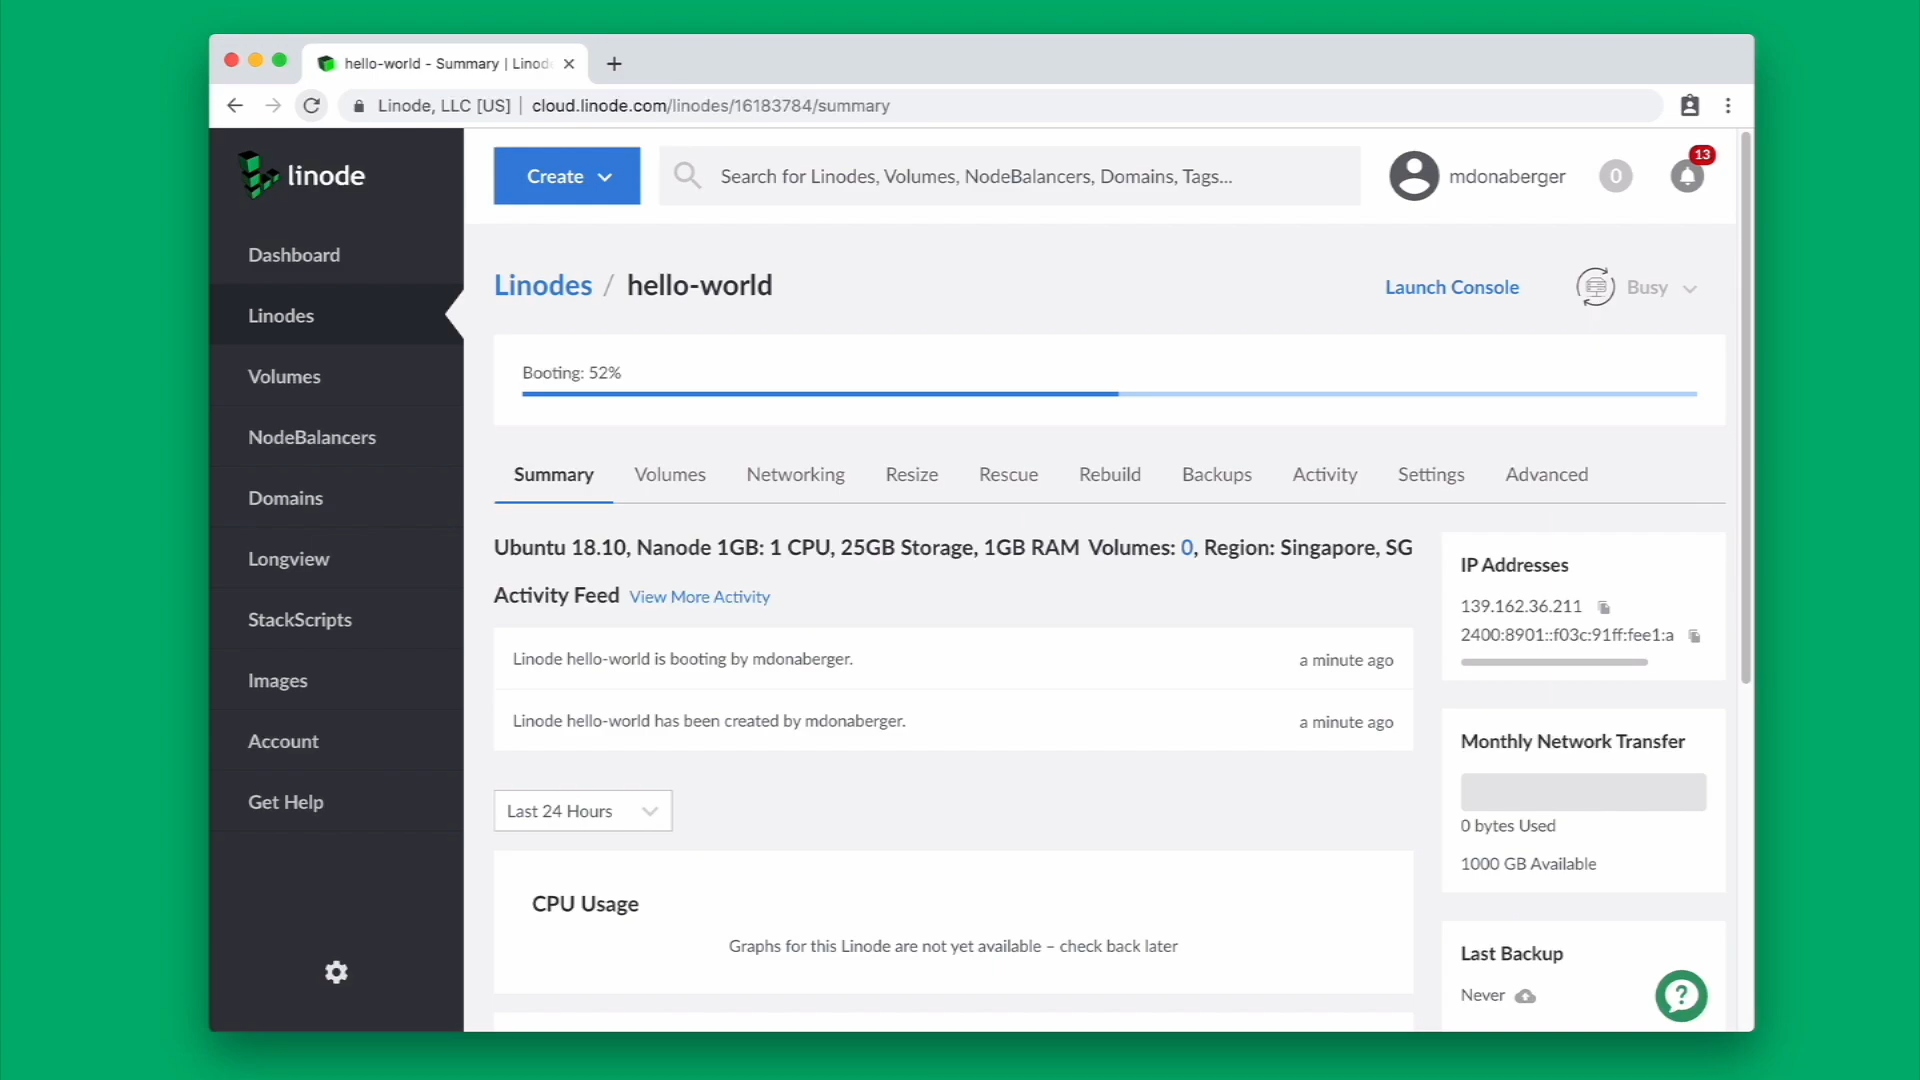 hello-world - Summary | Linod
Linode, LLC [US] | cloud.linode.com/linodes/16183784/summary
linode
Create
Search for Linodes, Volumes, NodeBalancers, Domains, Tags...
mdonaberger
0
13
Dashboard
Linodes
Volumes
NodeBalancers
Domains
Longview
StackScripts
Images
Account
Get Help
Linodes / hello-world
Launch Console
Busy
Booting: 52%
Summary Volumes Networking Resize Rescue Rebuild Backups Activity Settings Advanced
Ubuntu 18.10, Nanode 1GB: 1 CPU, 25GB Storage, 1GB RAM Volumes: 0, Region: Singapore, SG
Activity Feed View More Activity
Linode hello-world is booting by mdonaberger. a minute ago
Linode hello-world has been created by mdonaberger. a minute ago
Last 24 Hours
CPU Usage
Graphs for this Linode are not yet available – check back later
IP Addresses
139.162.36.211
2400:8901::f03c:91ff:fee1:a
Monthly Network Transfer
0 bytes Used
1000 GB Available
Last Backup
Never
?